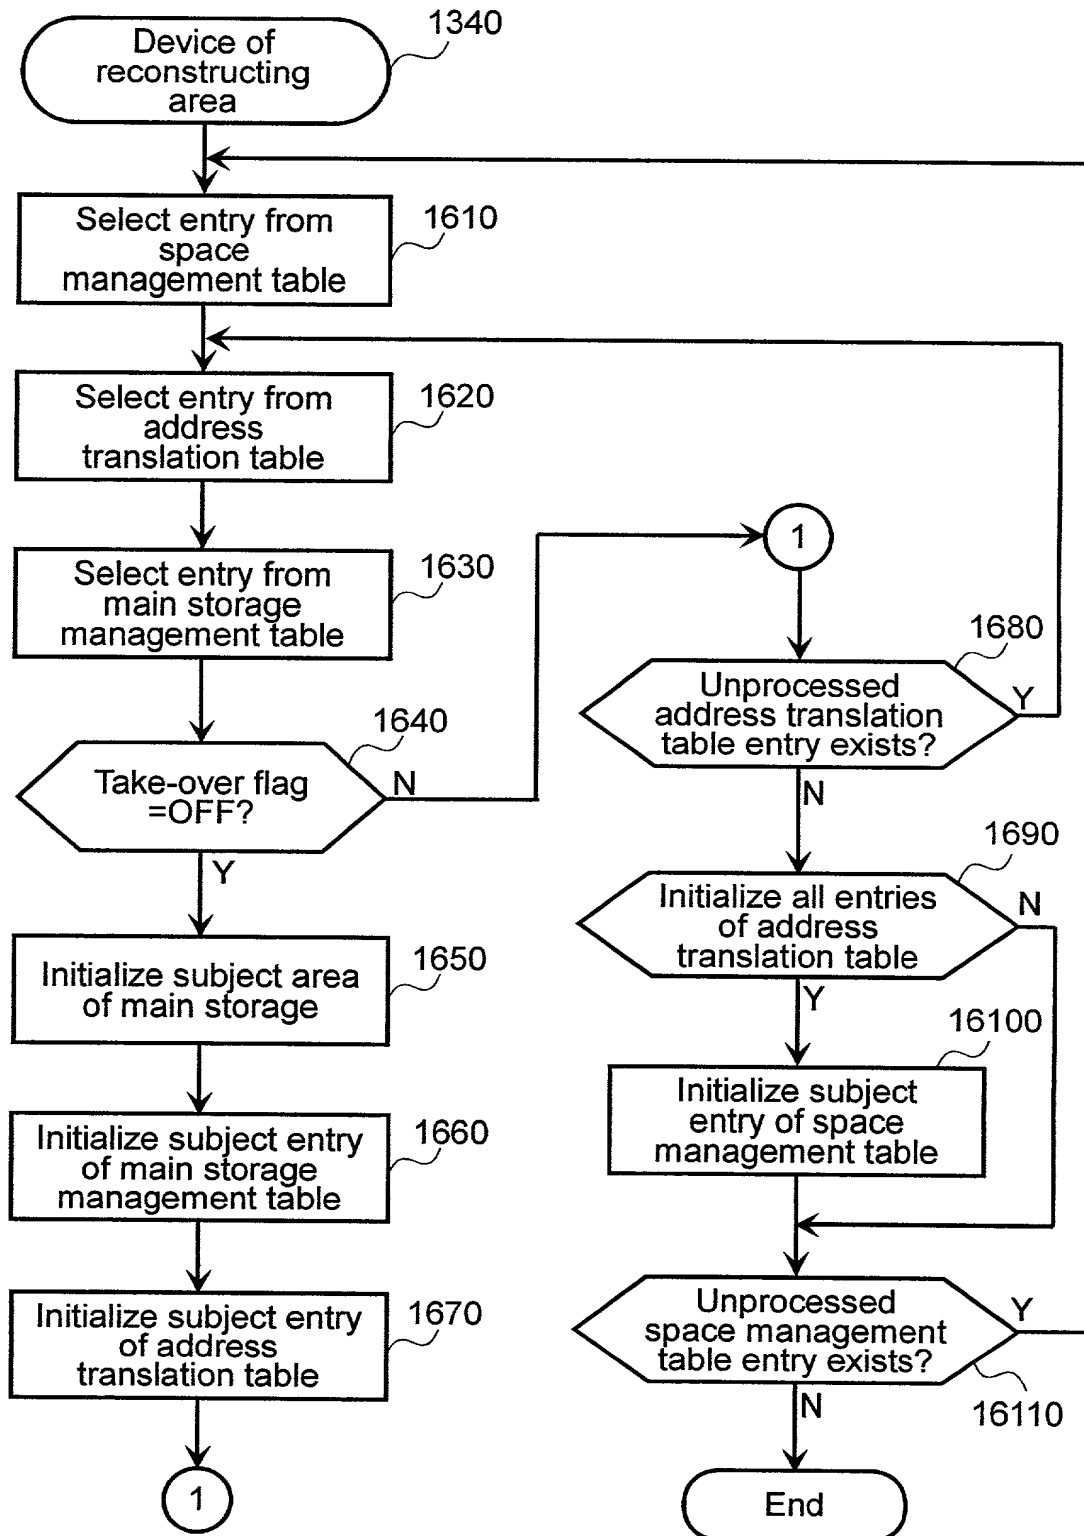 Device of
reconstructing
area
1340
Select entry from
space
management table
1610
Select entry from
address
translation table
1620
Select entry from
main storage
management table
1630
Take-over flag
=OFF?
1640
N
Y
Initialize subject area
of main storage
1650
Initialize subject entry
of main storage
management table
1660
Initialize subject entry
of address
translation table
1670
1
1
Unprocessed
address translation
table entry exists?
1680
Y
N
Initialize all entries
of address
translation table
1690
N
Y
Initialize subject
entry of space
management table
16100
Unprocessed
space management
table entry exists?
Y
16110
N
End